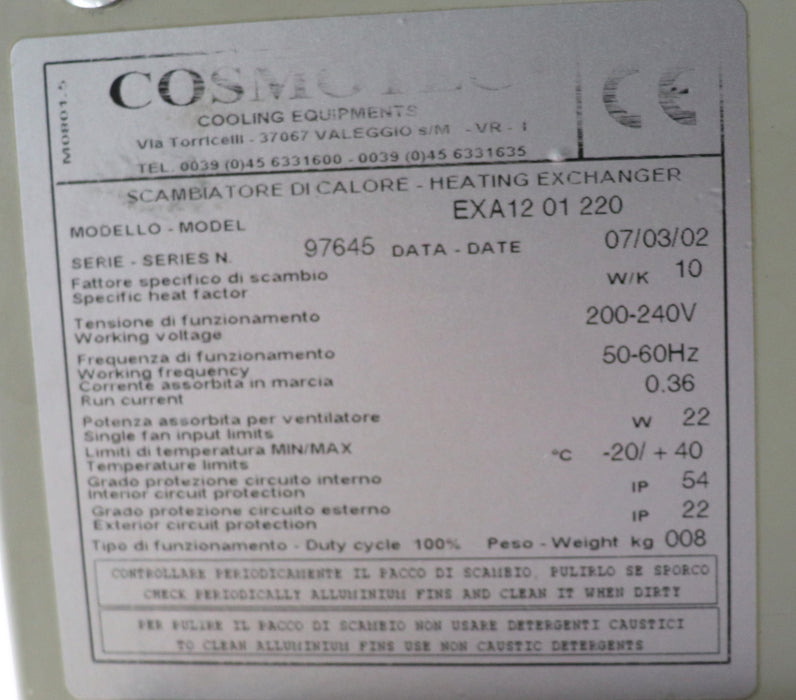 M0801.5
COSMOTEC
CE
COOLING EQUIPMENTS
Via Torricelli - 37067 VALEGGIO s/M - VR - I
TEL. 0039 (0)45 6331600 - 0039 (0)45 6331635
SCAMBIATORE DI CALORE - HEATING EXCHANGER
MODELLO - MODEL EXA12 01 220
SERIE - SERIES N. 97645 DATA - DATE 07/03/02
Fattore specifico di scambio W/K 10
Specific heat factor
Tensione di funzionamento 200-240V
Working voltage
Frequenza di funzionamento 50-60Hz
Working frequency
Corrente assorbita in marcia 0.36
Run current
Potenza assorbita per ventilatore W 22
Single fan input limits
Limiti di temperatura MIN/MAX °C -20/ + 40
Temperature limits
Grado protezione circuito interno IP 54
Interior circuit protection
Grado protezione circuito esterno IP 22
Exterior circuit protection
Tipo di funzionamento - Duty cycle 100% Peso - Weight kg 008
CONTROLLARE PERIODICAMENTE IL PACCO DI SCAMBIO, PULIRLO SE SPORCO
CHECK PERIODICALLY ALLUMINIUM FINS AND CLEAN IT WHEN DIRTY
PER PULIRE IL PACCO DI SCAMBIO NON USARE DETERGENTI CAUSTICI
TO CLEAN ALLUMINIUM FINS USE NON CAUSTIC DETERGENTS